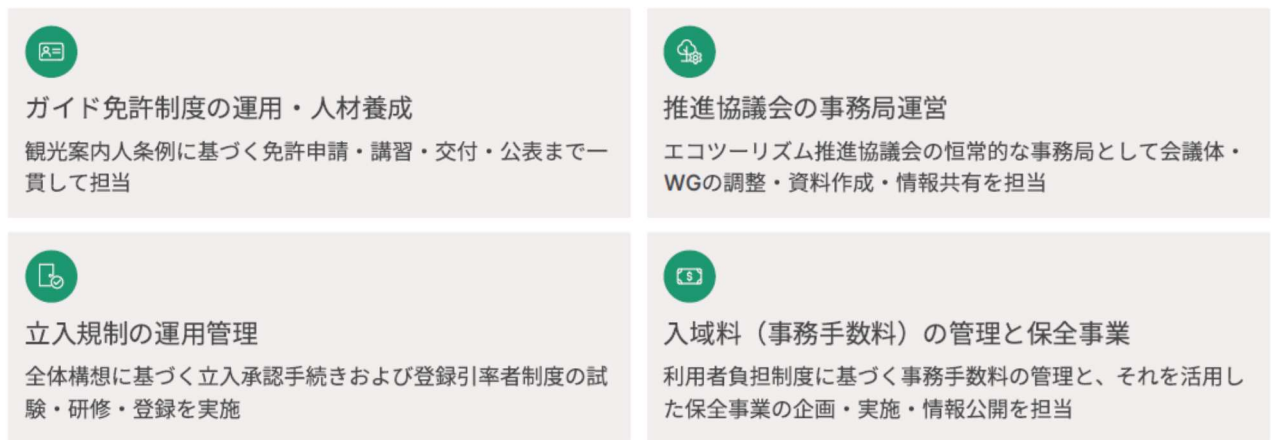 ガイド免許制度の運用・人材養成
観光案内人条例に基づく免許申請・講習・交付・公表まで一
貫して担当
推進協議会の事務局運営
エコツーリズム推進協議会の恒常的な事務局として会議体・
WGの調整・資料作成・情報共有を担当
立入規制の運用管理
全体構想に基づく立入承認手続きおよび登録引率者制度の試
験・研修・登録を実施
入域料（事務手数料）の管理と保全事業
利用者負担制度に基づく事務手数料の管理と、それを活用し
た保全事業の企画・実施・情報公開を担当